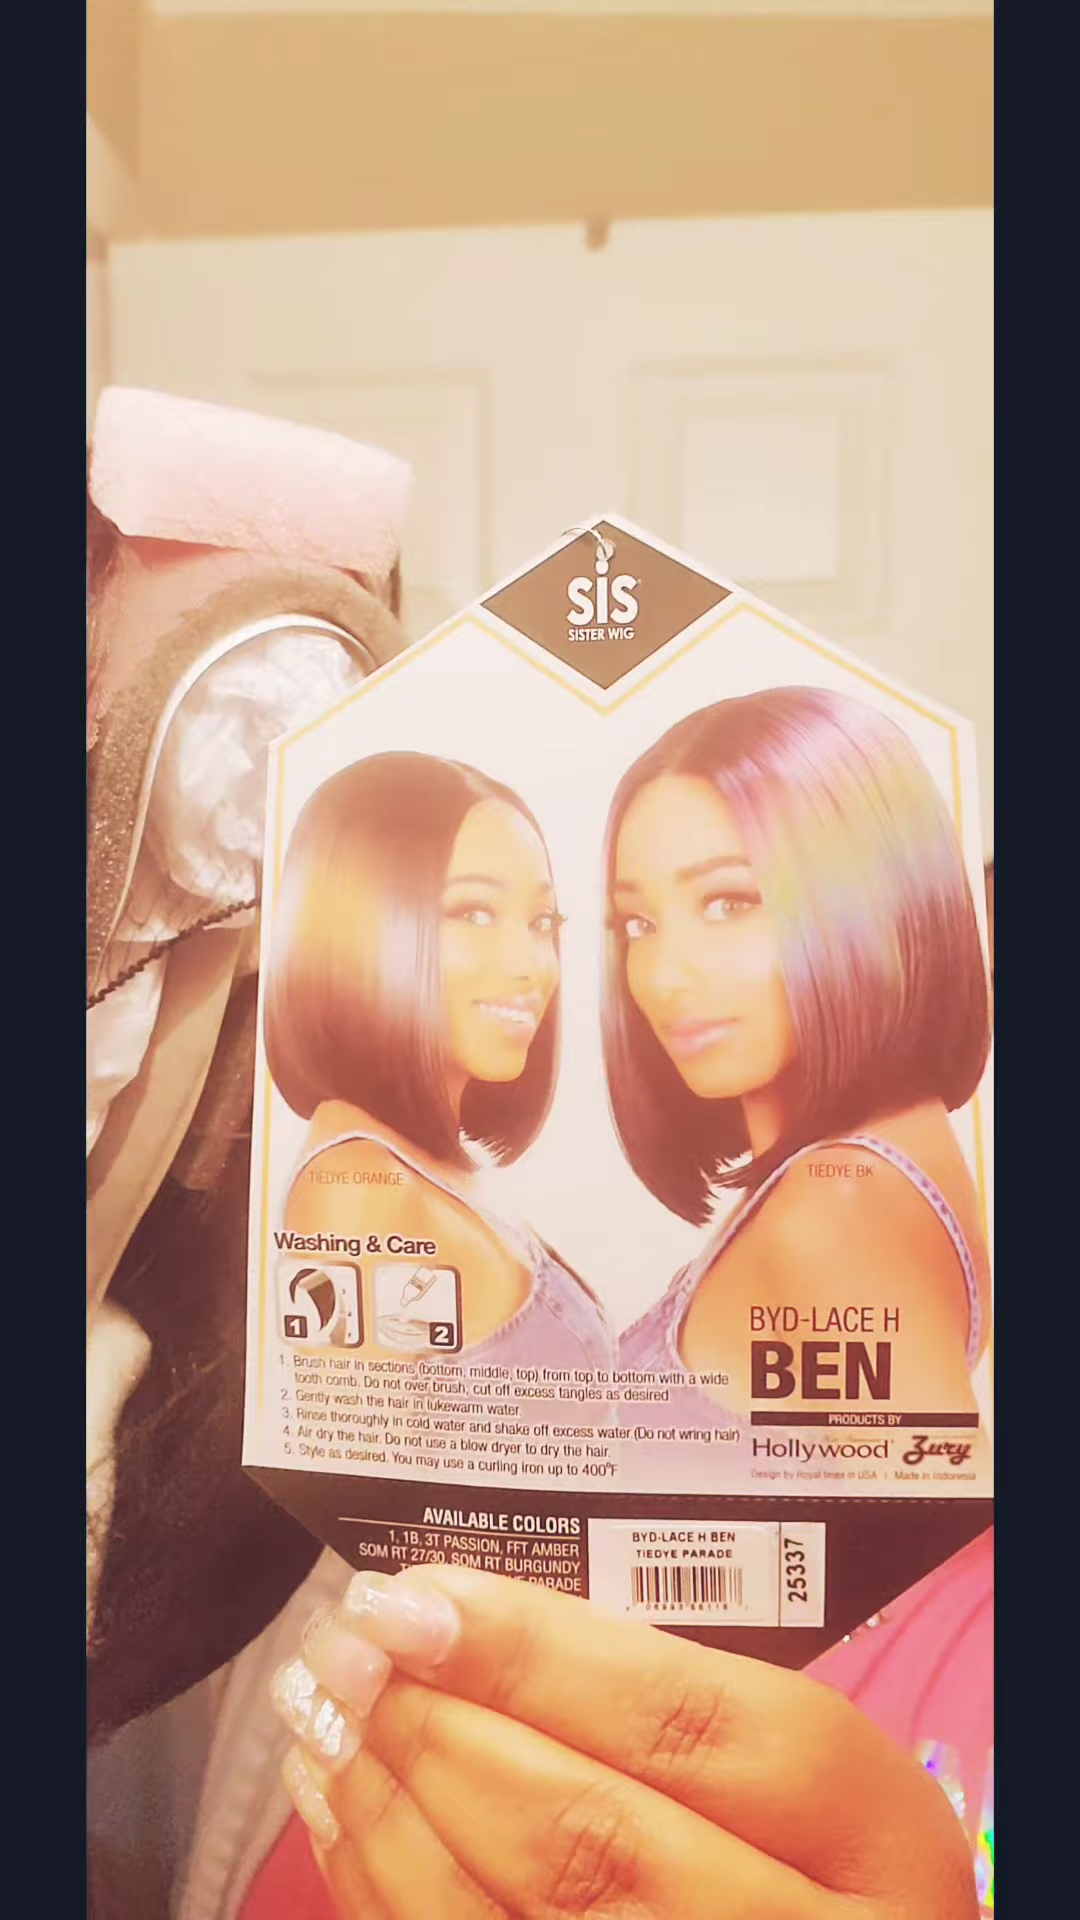 sis
SISTER WIG
TIEDYE ORANGE
TIEDYE BK
Washing & Care
1
2
1. Brush hair in sections (bottom, middle, top) from top to bottom with a wide
tooth comb. Do not over brush, cut off excess tangles as desired
2. Gently wash the hair in lukewarm water.
3. Rinse thoroughly in cold water and shake off excess water.(Do not wring hair)
4. Air dry the hair. Do not use a blow dryer to dry the hair.
5. Style as desired. You may use a curling iron up to 400°F
BYD-LACE H
BEN
PRODUCTS BY
Hollywood Zury
Design by Royal Imex in USA | Made in Indonesia
AVAILABLE COLORS
1, 1B, 3T PASSION, FFT AMBER
SOM RT 27/30, SOM RT BURGUNDY
PARADE
BYD-LACE H BEN
TIEDYE PARADE
25337